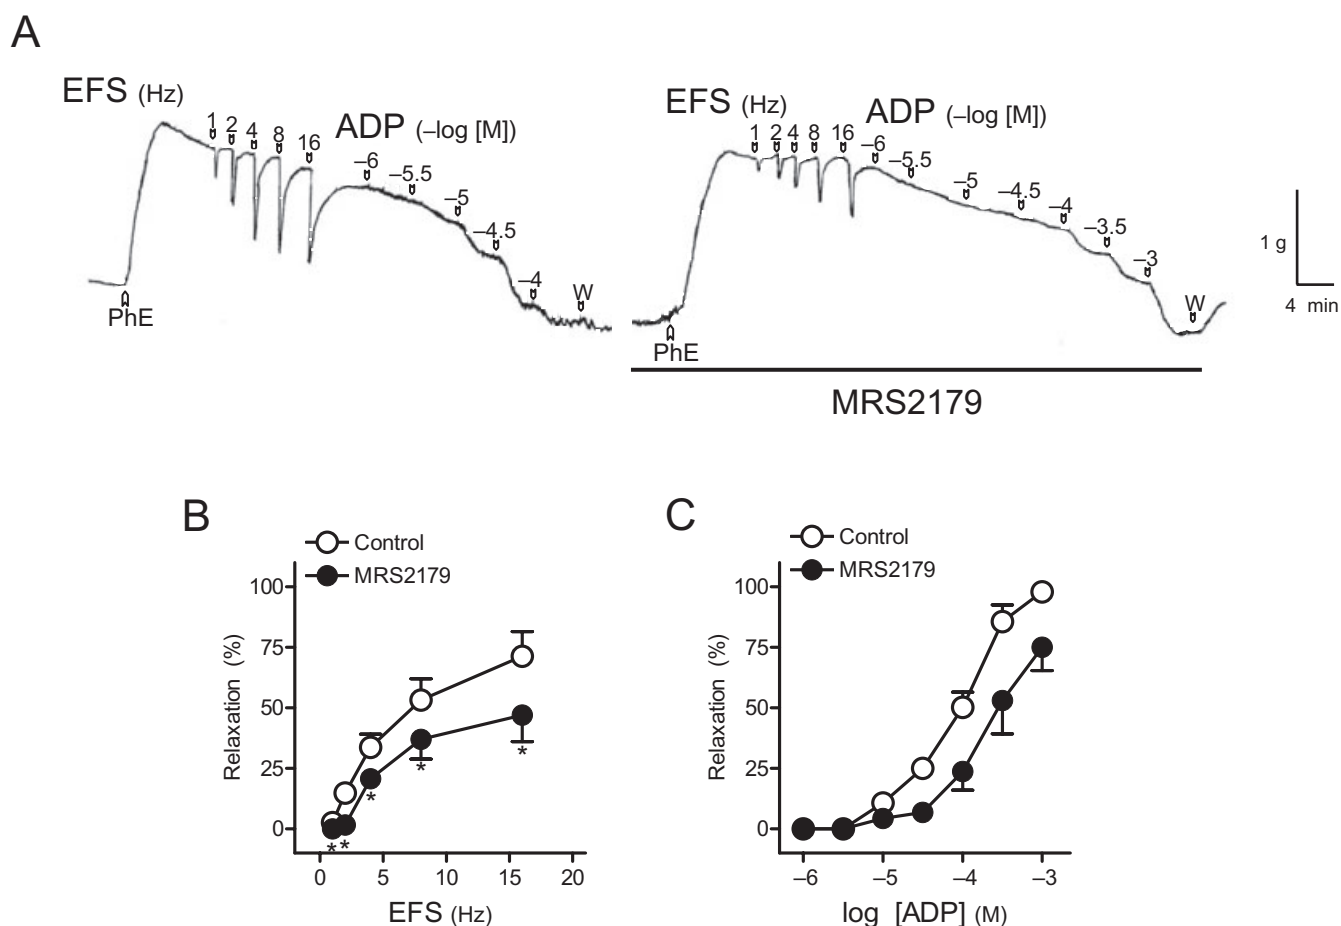 A
EFS (Hz)
1 2 4 8 16
ADP (–log [M])
–6
–5.5
–5
–4.5
–4
W
PhE
EFS (Hz)
1 2 4 8 16
ADP (–log [M])
–6
–5.5
–5
–4.5
–4
–3.5
–3
W
PhE
1 g
4 min
MRS2179
B
Control
MRS2179
100
75
50
25
0
Relaxation (%)
* * * * *
0 5 10 15 20
EFS (Hz)
C
Control
MRS2179
100
75
50
25
0
Relaxation (%)
–6 –5 –4 –3
log [ADP] (M)